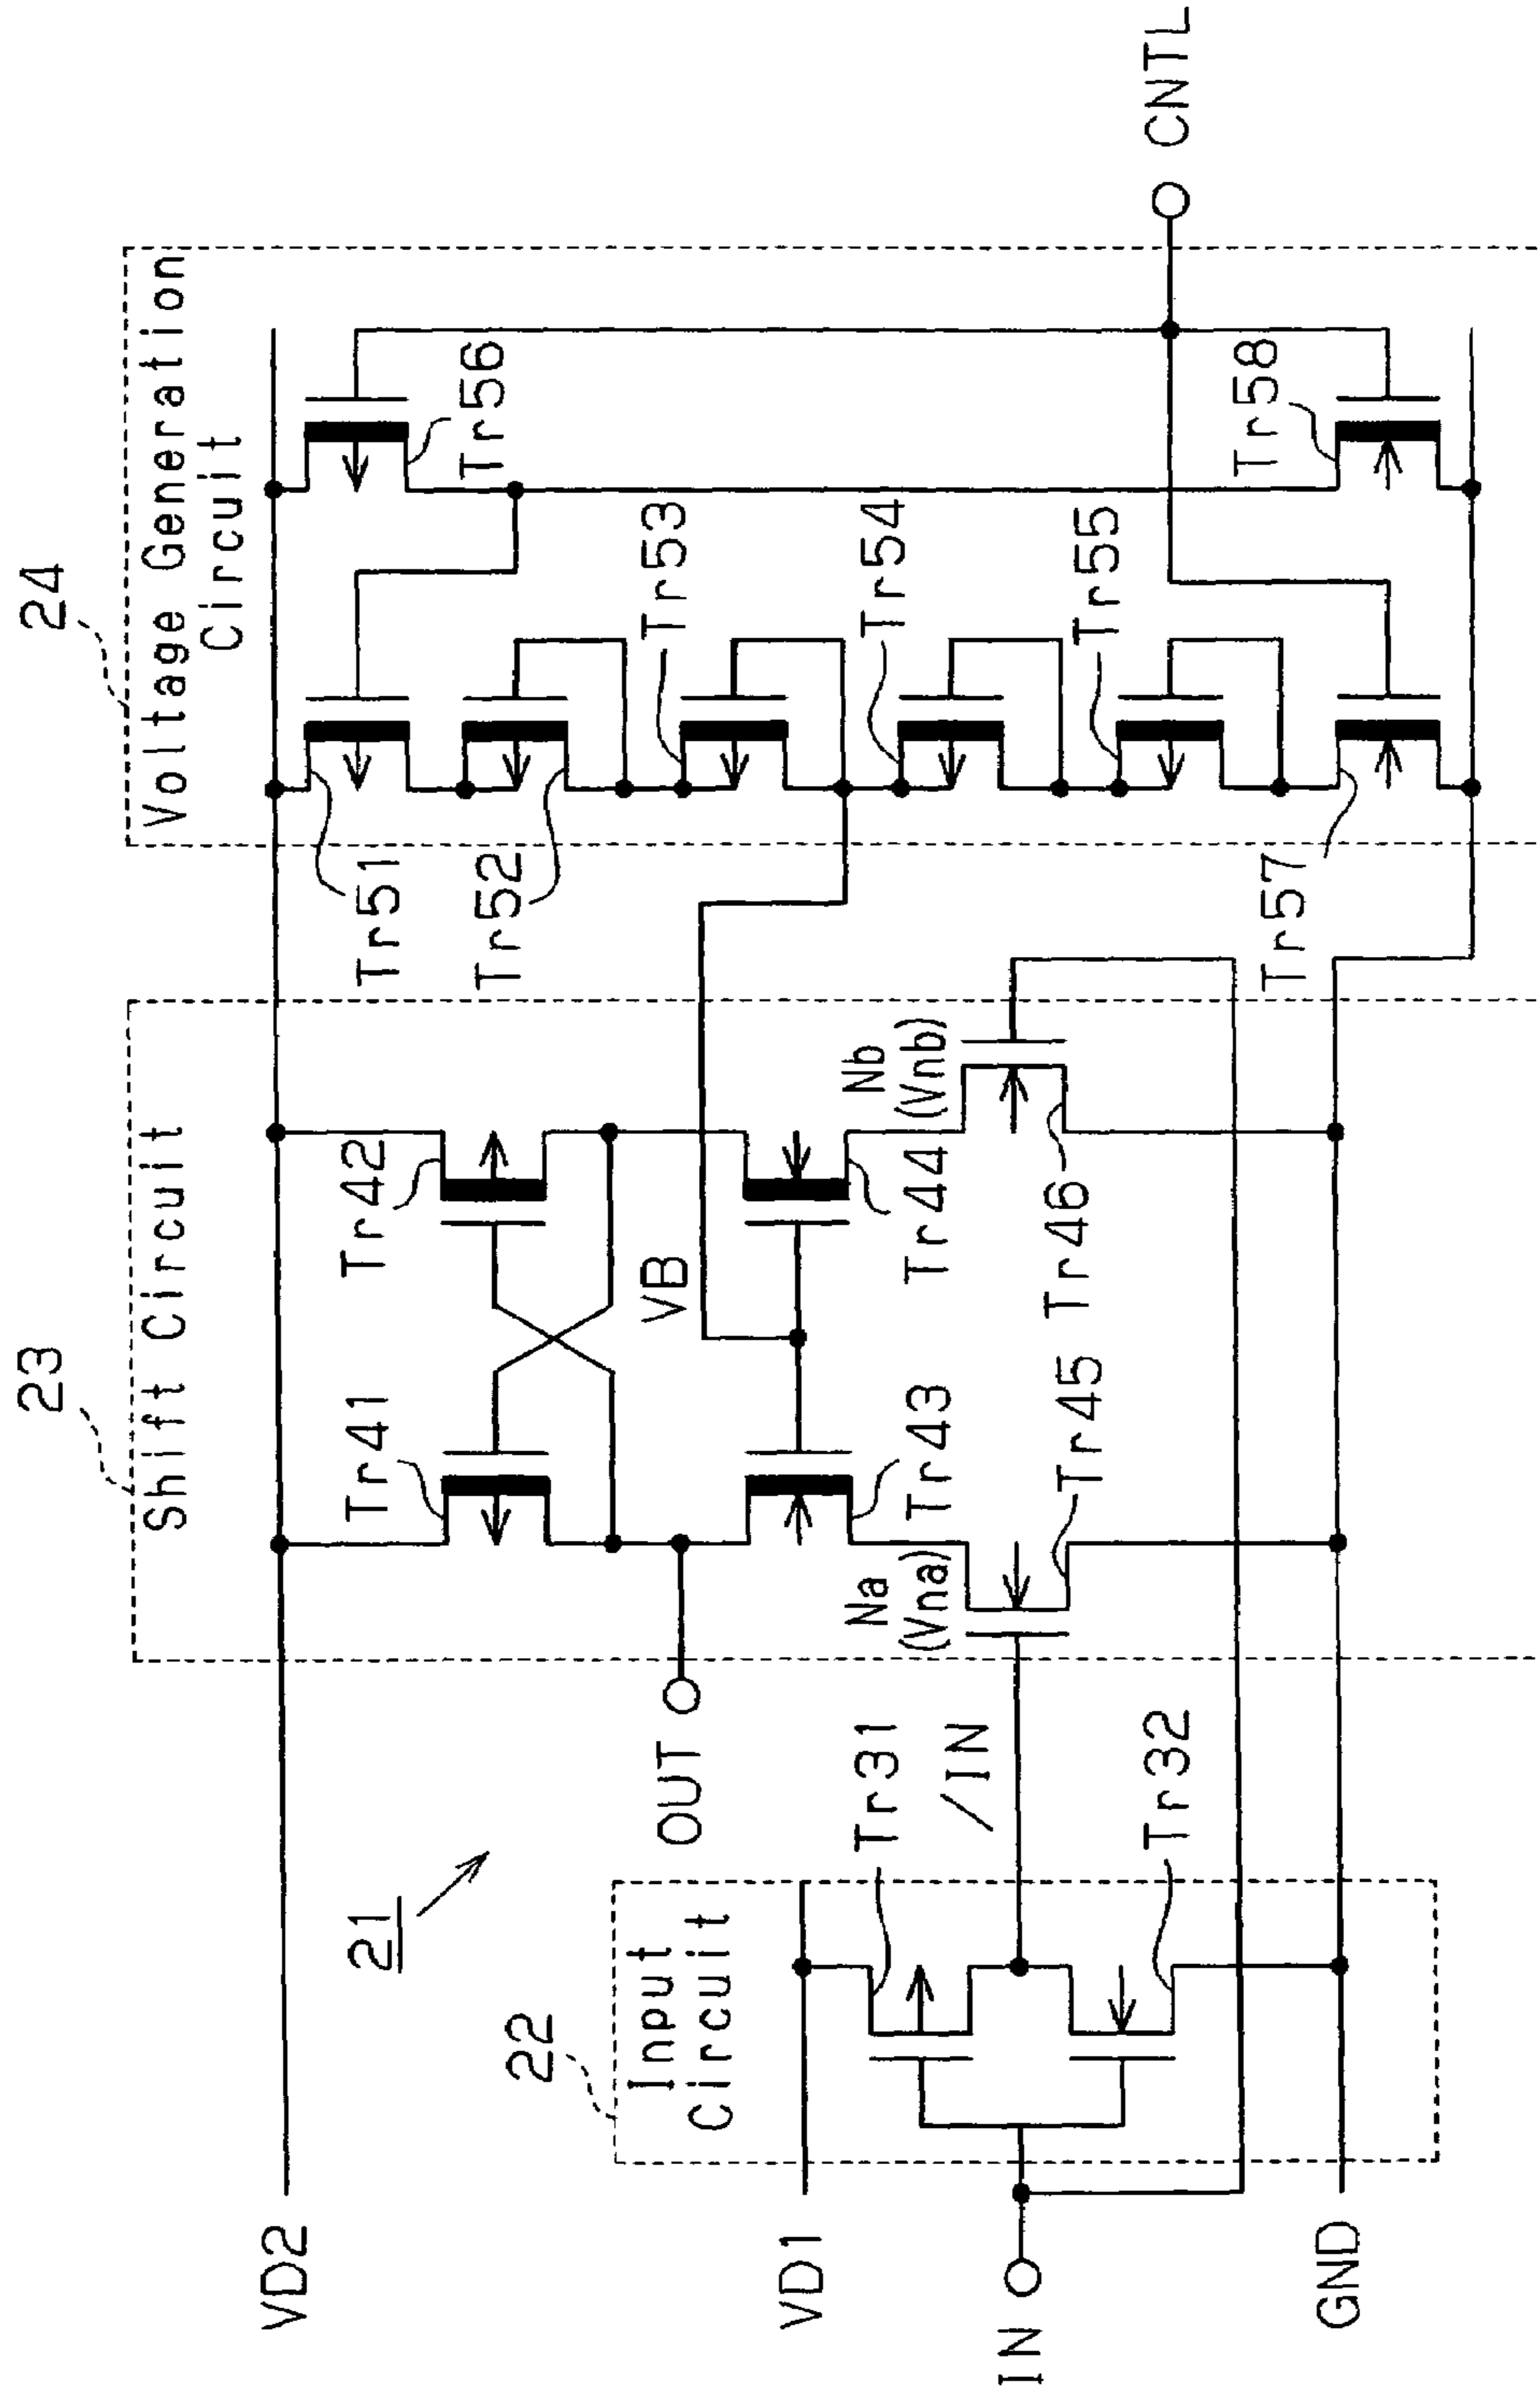 24
Voltage Generation
Circuit
23
Shift Circuit
Tr56
Tr51
Tr52
Tr53
Tr54
Tr55
Tr58
Tr57
CNTL
Tr42
Tr41
VB
Tr44
Tr43
Nb
(Vnb)
Na
(Vna)
Tr46
Tr45
21
OUT
22
Input
Circuit
Tr31
/IN
Tr32
VD2
VD1
IN
GND